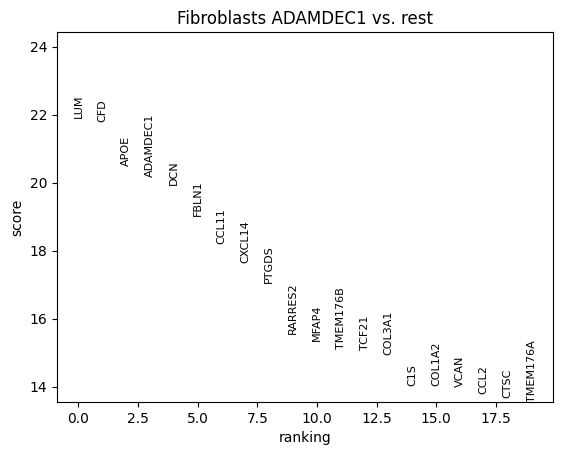 Fibroblasts ADAMDEC1 vs. rest
24
22
20
18
16
14
score
LUM
CFD
APOE
ADAMDEC1
DCN
FBLN1
CCL11
CXCL14
PTGDS
RARRES2
MFAP4
TMEM176B
TCF21
COL3A1
C1S
COL1A2
VCAN
CCL2
CTSC
TMEM176A
0.0 2.5 5.0 7.5 10.0 12.5 15.0 17.5
ranking